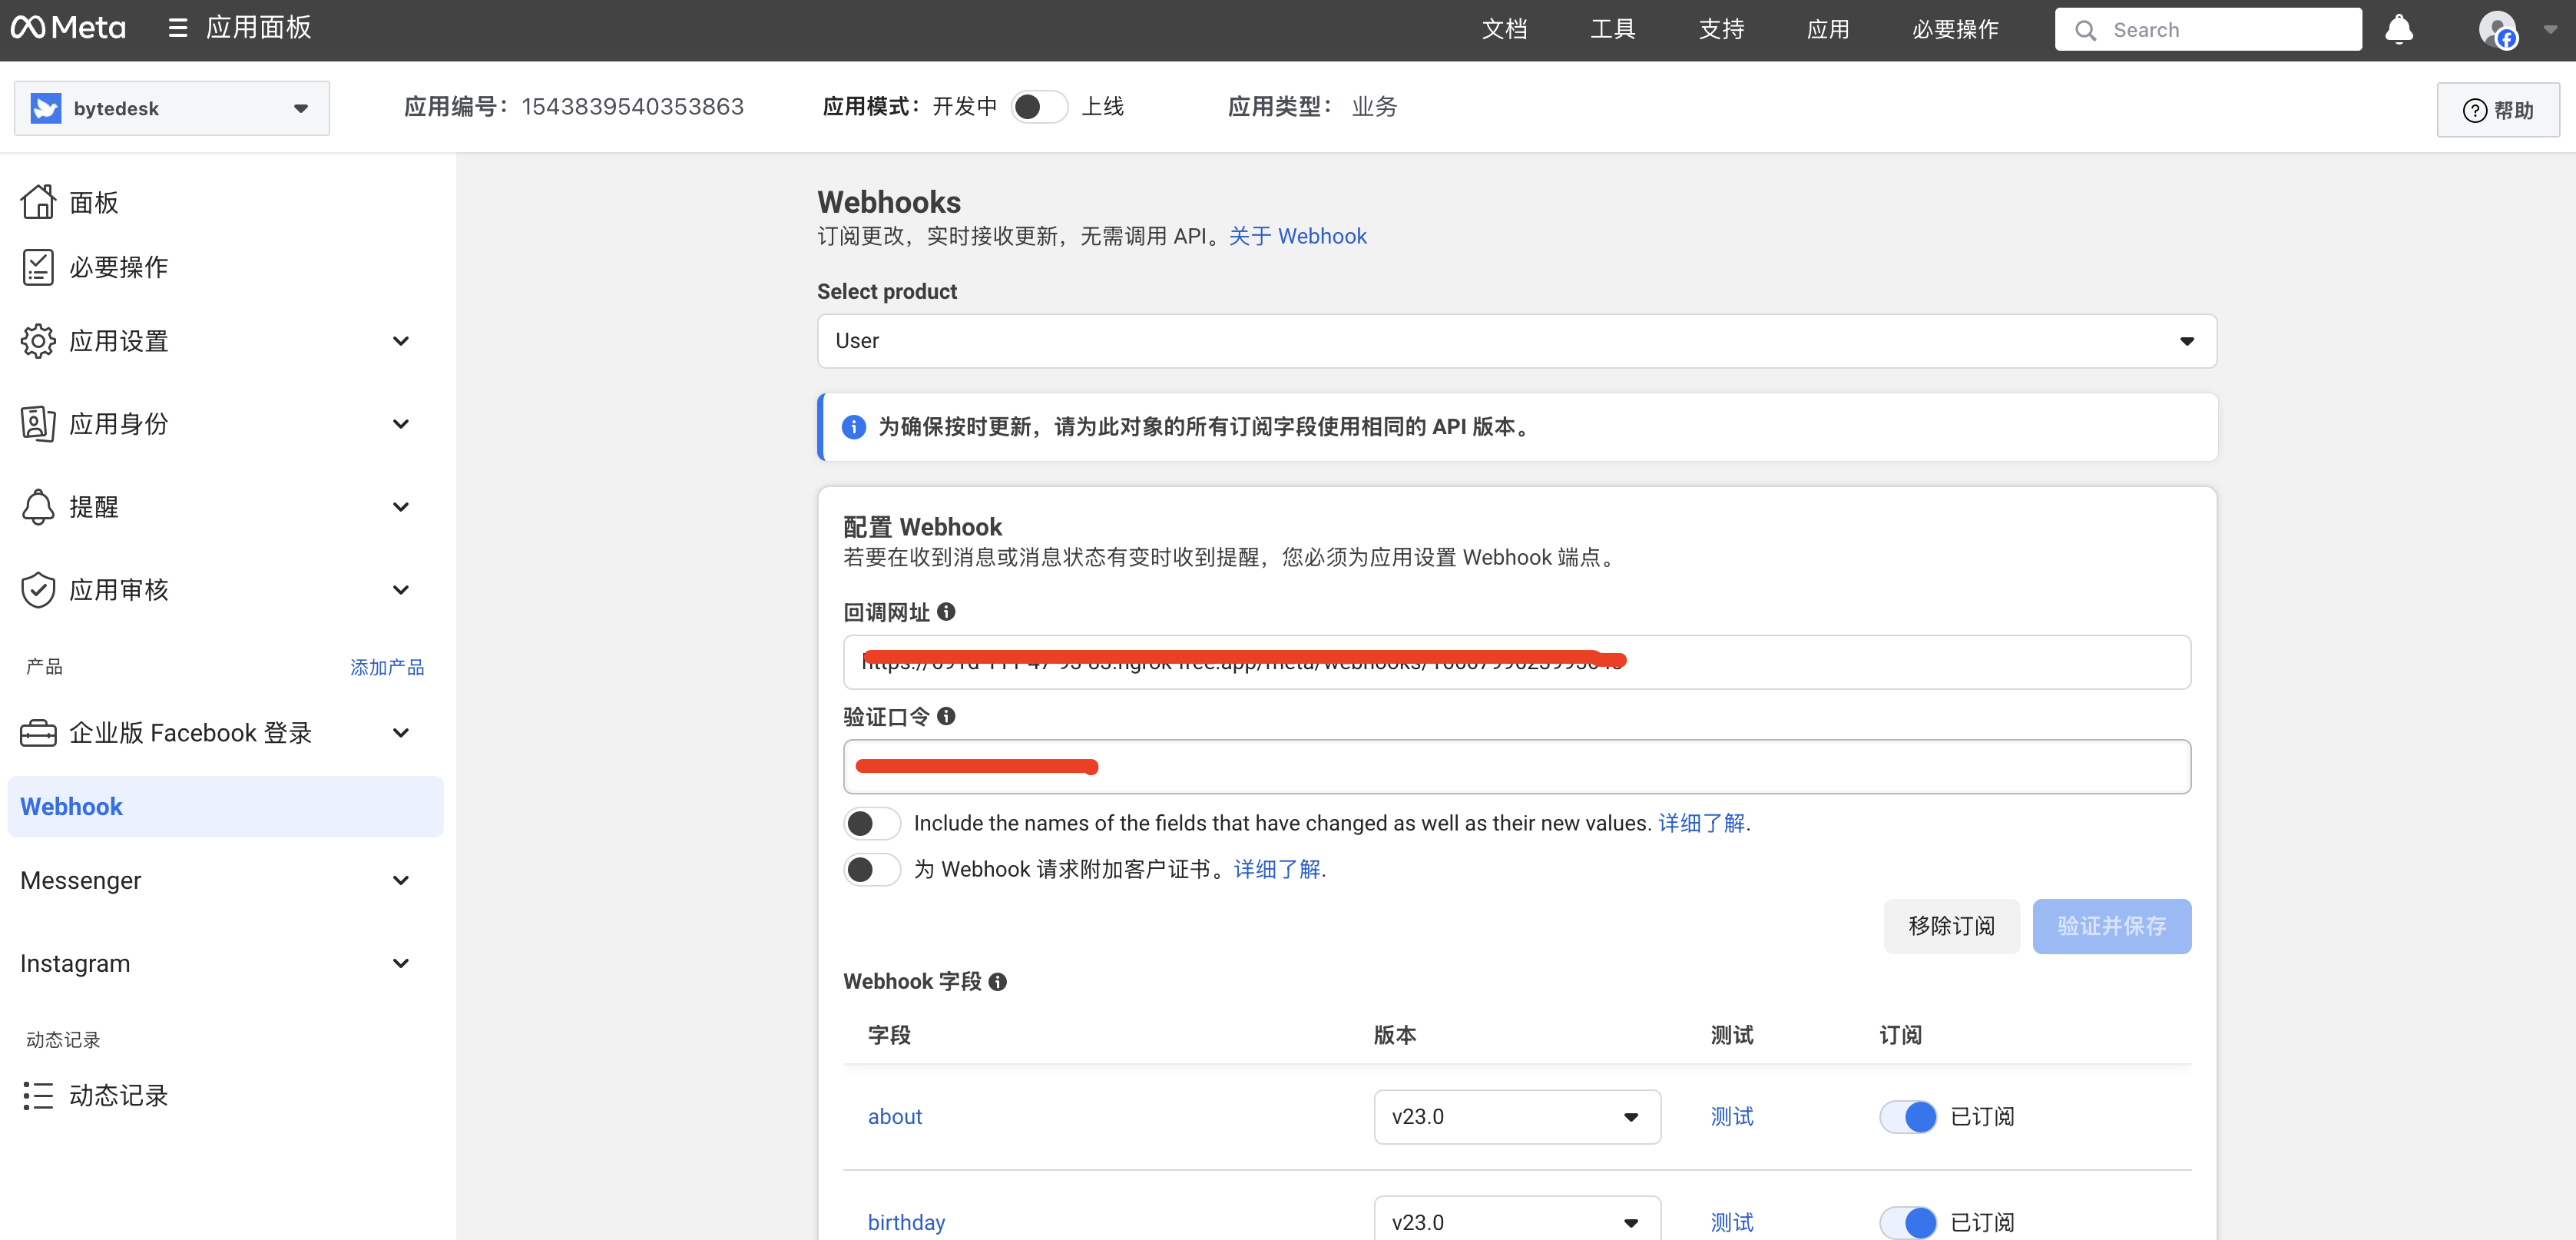 Meta 应用面板 文档 工具 支持 应用 必要操作 Search
bytedesk 应用编号：1543839540353863 应用模式：开发中 上线 应用类型：业务 帮助
面板
必要操作
应用设置
应用身份
提醒
应用审核
产品 添加产品
企业版 Facebook 登录
Webhook
Messenger
Instagram
动态记录
动态记录
Webhooks
订阅更改，实时接收更新，无需调用 API。关于 Webhook
Select product
User
为确保按时更新，请为此对象的所有订阅字段使用相同的 API 版本。
配置 Webhook
若要在收到消息或消息状态有变时收到提醒，您必须为应用设置 Webhook 端点。
回调网址
验证口令
Include the names of the fields that have changed as well as their new values. 详细了解.
为 Webhook 请求附加客户证书。详细了解.
移除订阅 验证并保存
Webhook 字段
字段 版本 测试 订阅
about v23.0 测试 已订阅
birthday v23.0 测试 已订阅